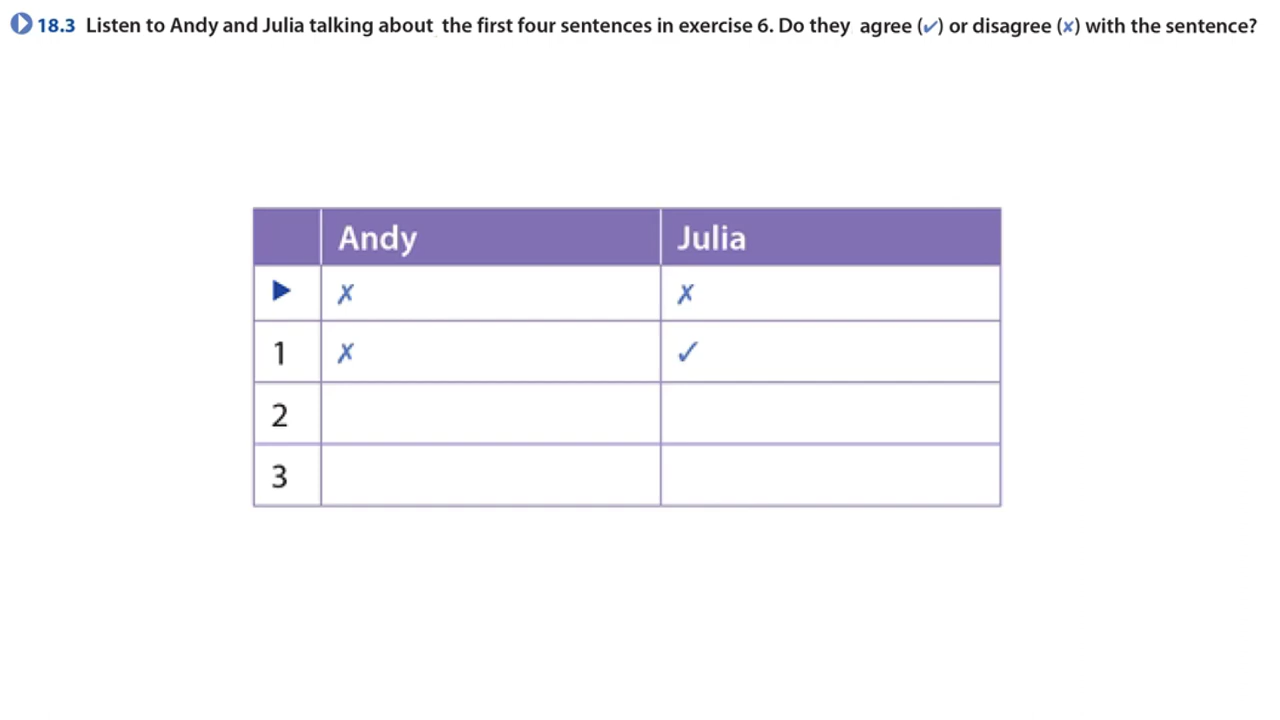 18.3 Listen to Andy and Julia talking about the first four sentences in exercise 6. Do they agree (✓) or disagree (✗) with the sentence?
Andy Julia
▶ ✗ ✗
1 ✗ ✓
2
3